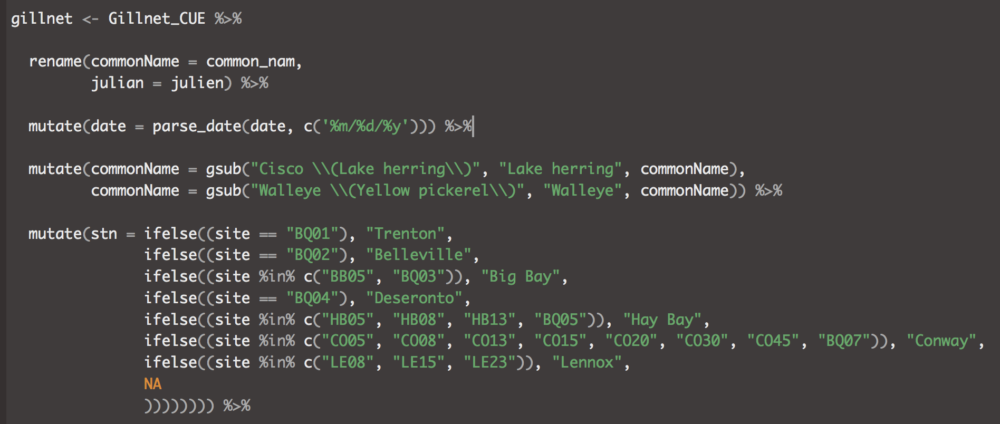 gillnet <- Gillnet_CUE %>%
rename(commonName = common_nam,
julian = julien) %>%
mutate(date = parse_date(date, c('%m/%d/%y'))) %>%
mutate(commonName = gsub("Cisco \\(Lake herring\\)", "Lake herring", commonName),
commonName = gsub("Walleye \\(Yellow pickerel\\)", "Walleye", commonName)) %>%
mutate(stn = ifelse((site == "BQ01"), "Trenton",
ifelse((site == "BQ02"), "Belleville",
ifelse((site %in% c("BB05", "BQ03")), "Big Bay",
ifelse((site == "BQ04"), "Deseronto",
ifelse((site %in% c("HB05", "HB08", "HB13", "BQ05")), "Hay Bay",
ifelse((site %in% c("CO05", "CO08", "CO13", "CO15", "CO20", "CO30", "CO45", "BQ07")), "Conway",
ifelse((site %in% c("LE08", "LE15", "LE23")), "Lennox",
NA
)))))))) %>%